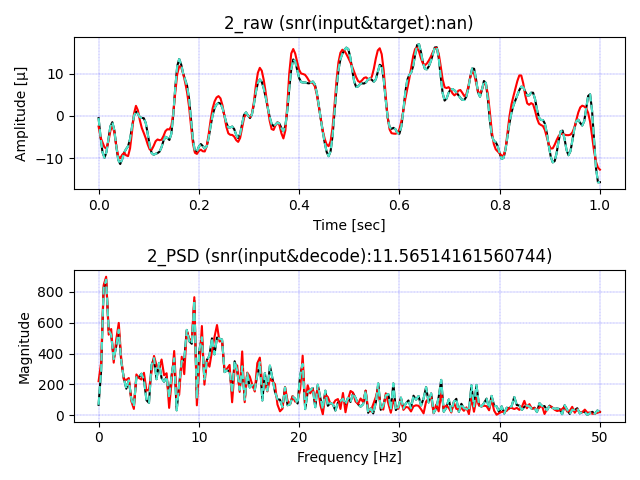 2_raw (snr(input&target):nan)
Amplitude [µ]
10
0
−10
0.0 0.2 0.4 0.6 0.8 1.0
Time [sec]
2_PSD (snr(input&decode):11.56514161560744)
Magnitude
800
600
400
200
0
0 10 20 30 40 50
Frequency [Hz]